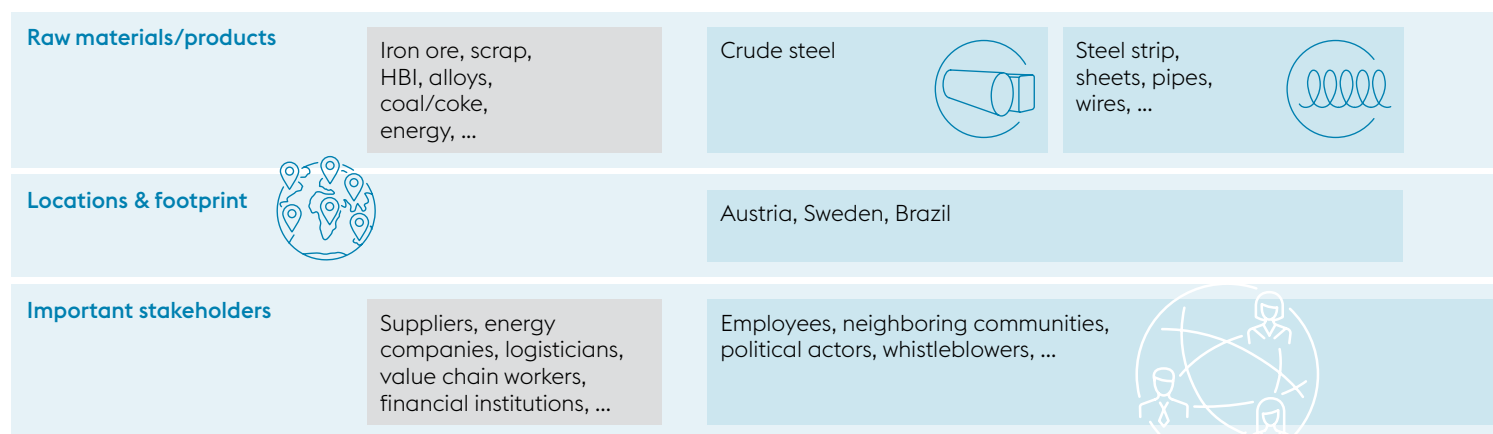 Raw materials/products
Iron ore, scrap,
HBI, alloys,
coal/coke,
energy, ...
Crude steel
Steel strip,
sheets, pipes,
wires, ...
Locations & footprint
Austria, Sweden, Brazil
Important stakeholders
Suppliers, energy
companies, logisticians,
value chain workers,
financial institutions, ...
Employees, neighboring communities,
political actors, whistleblowers, ...